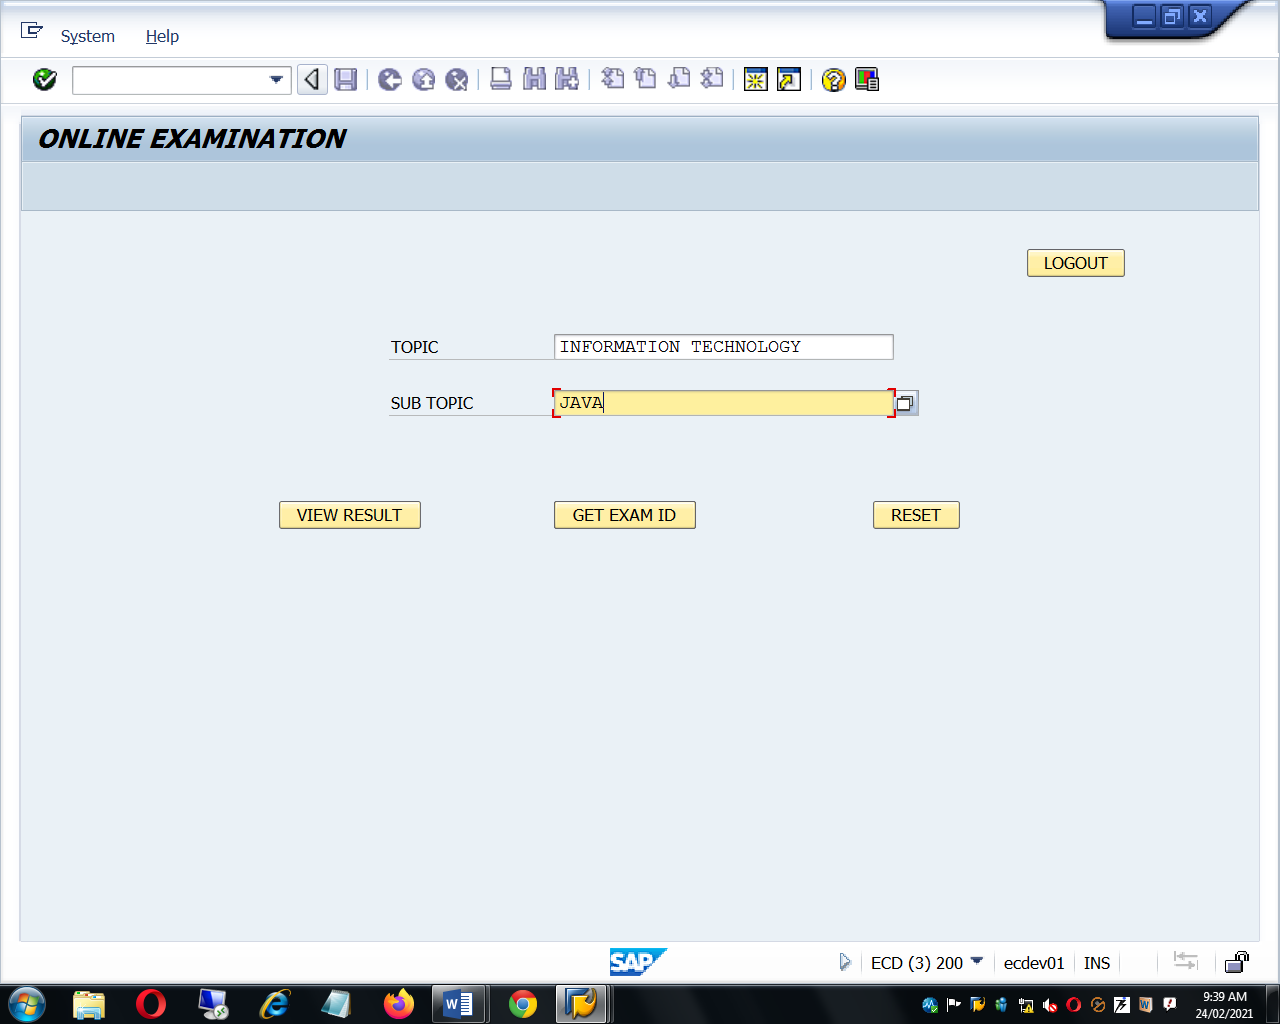 System Help
ONLINE EXAMINATION
LOGOUT
TOPIC INFORMATION TECHNOLOGY
SUB TOPIC JAVA
VIEW RESULT GET EXAM ID RESET
SAP ECD (3) 200 ecdev01 INS
9:39 AM
24/02/2021